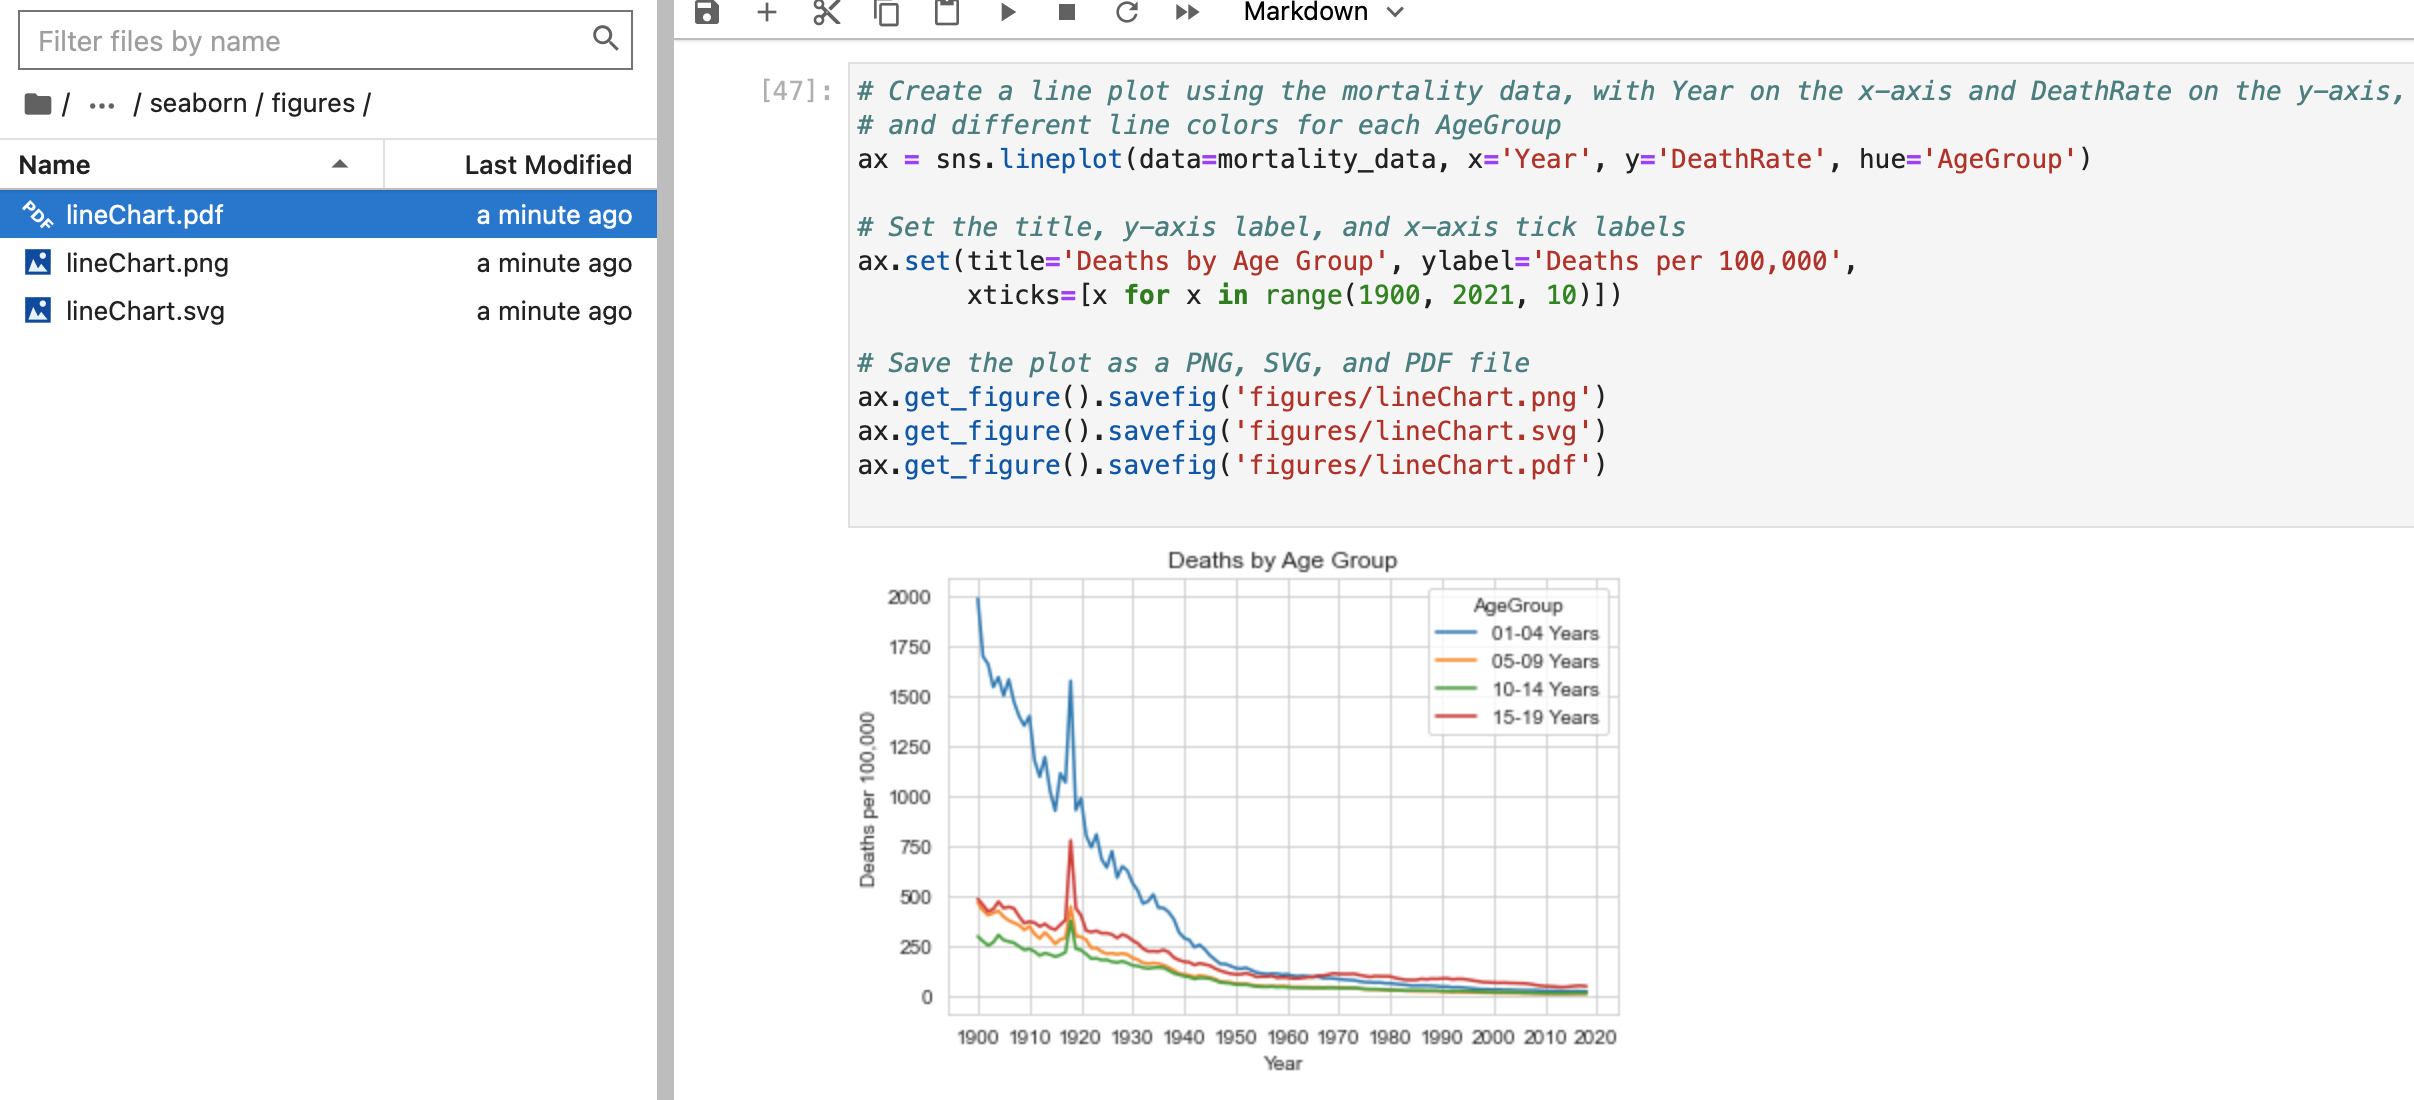 Filter files by name
/ ··· / seaborn / figures /
Name Last Modified
PDF lineChart.pdf a minute ago
lineChart.png a minute ago
lineChart.svg a minute ago
Markdown
[47]:
# Create a line plot using the mortality data, with Year on the x-axis and DeathRate on the y-axis,
# and different line colors for each AgeGroup
ax = sns.lineplot(data=mortality_data, x='Year', y='DeathRate', hue='AgeGroup')
# Set the title, y-axis label, and x-axis tick labels
ax.set(title='Deaths by Age Group', ylabel='Deaths per 100,000',
       xticks=[x for x in range(1900, 2021, 10)])
# Save the plot as a PNG, SVG, and PDF file
ax.get_figure().savefig('figures/lineChart.png')
ax.get_figure().savefig('figures/lineChart.svg')
ax.get_figure().savefig('figures/lineChart.pdf')
Deaths by Age Group
Deaths per 100,000
2000
1750
1500
1250
1000
750
500
250
0
AgeGroup
01-04 Years
05-09 Years
10-14 Years
15-19 Years
1900 1910 1920 1930 1940 1950 1960 1970 1980 1990 2000 2010 2020
Year